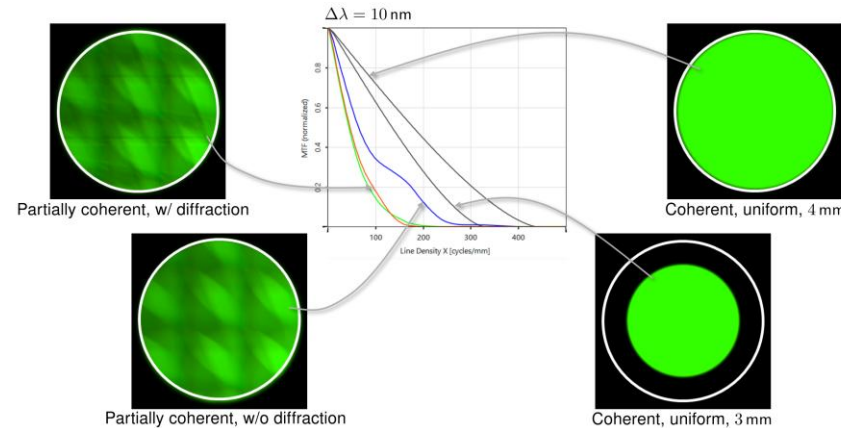 Δλ = 10 nm
0.8
0.6
0.4
0.2
0
MTF (normalized)
100 200 300 400
Line Density X [cycles/mm]
Partially coherent, w/ diffraction
Coherent, uniform, 4 mm
Partially coherent, w/o diffraction
Coherent, uniform, 3 mm